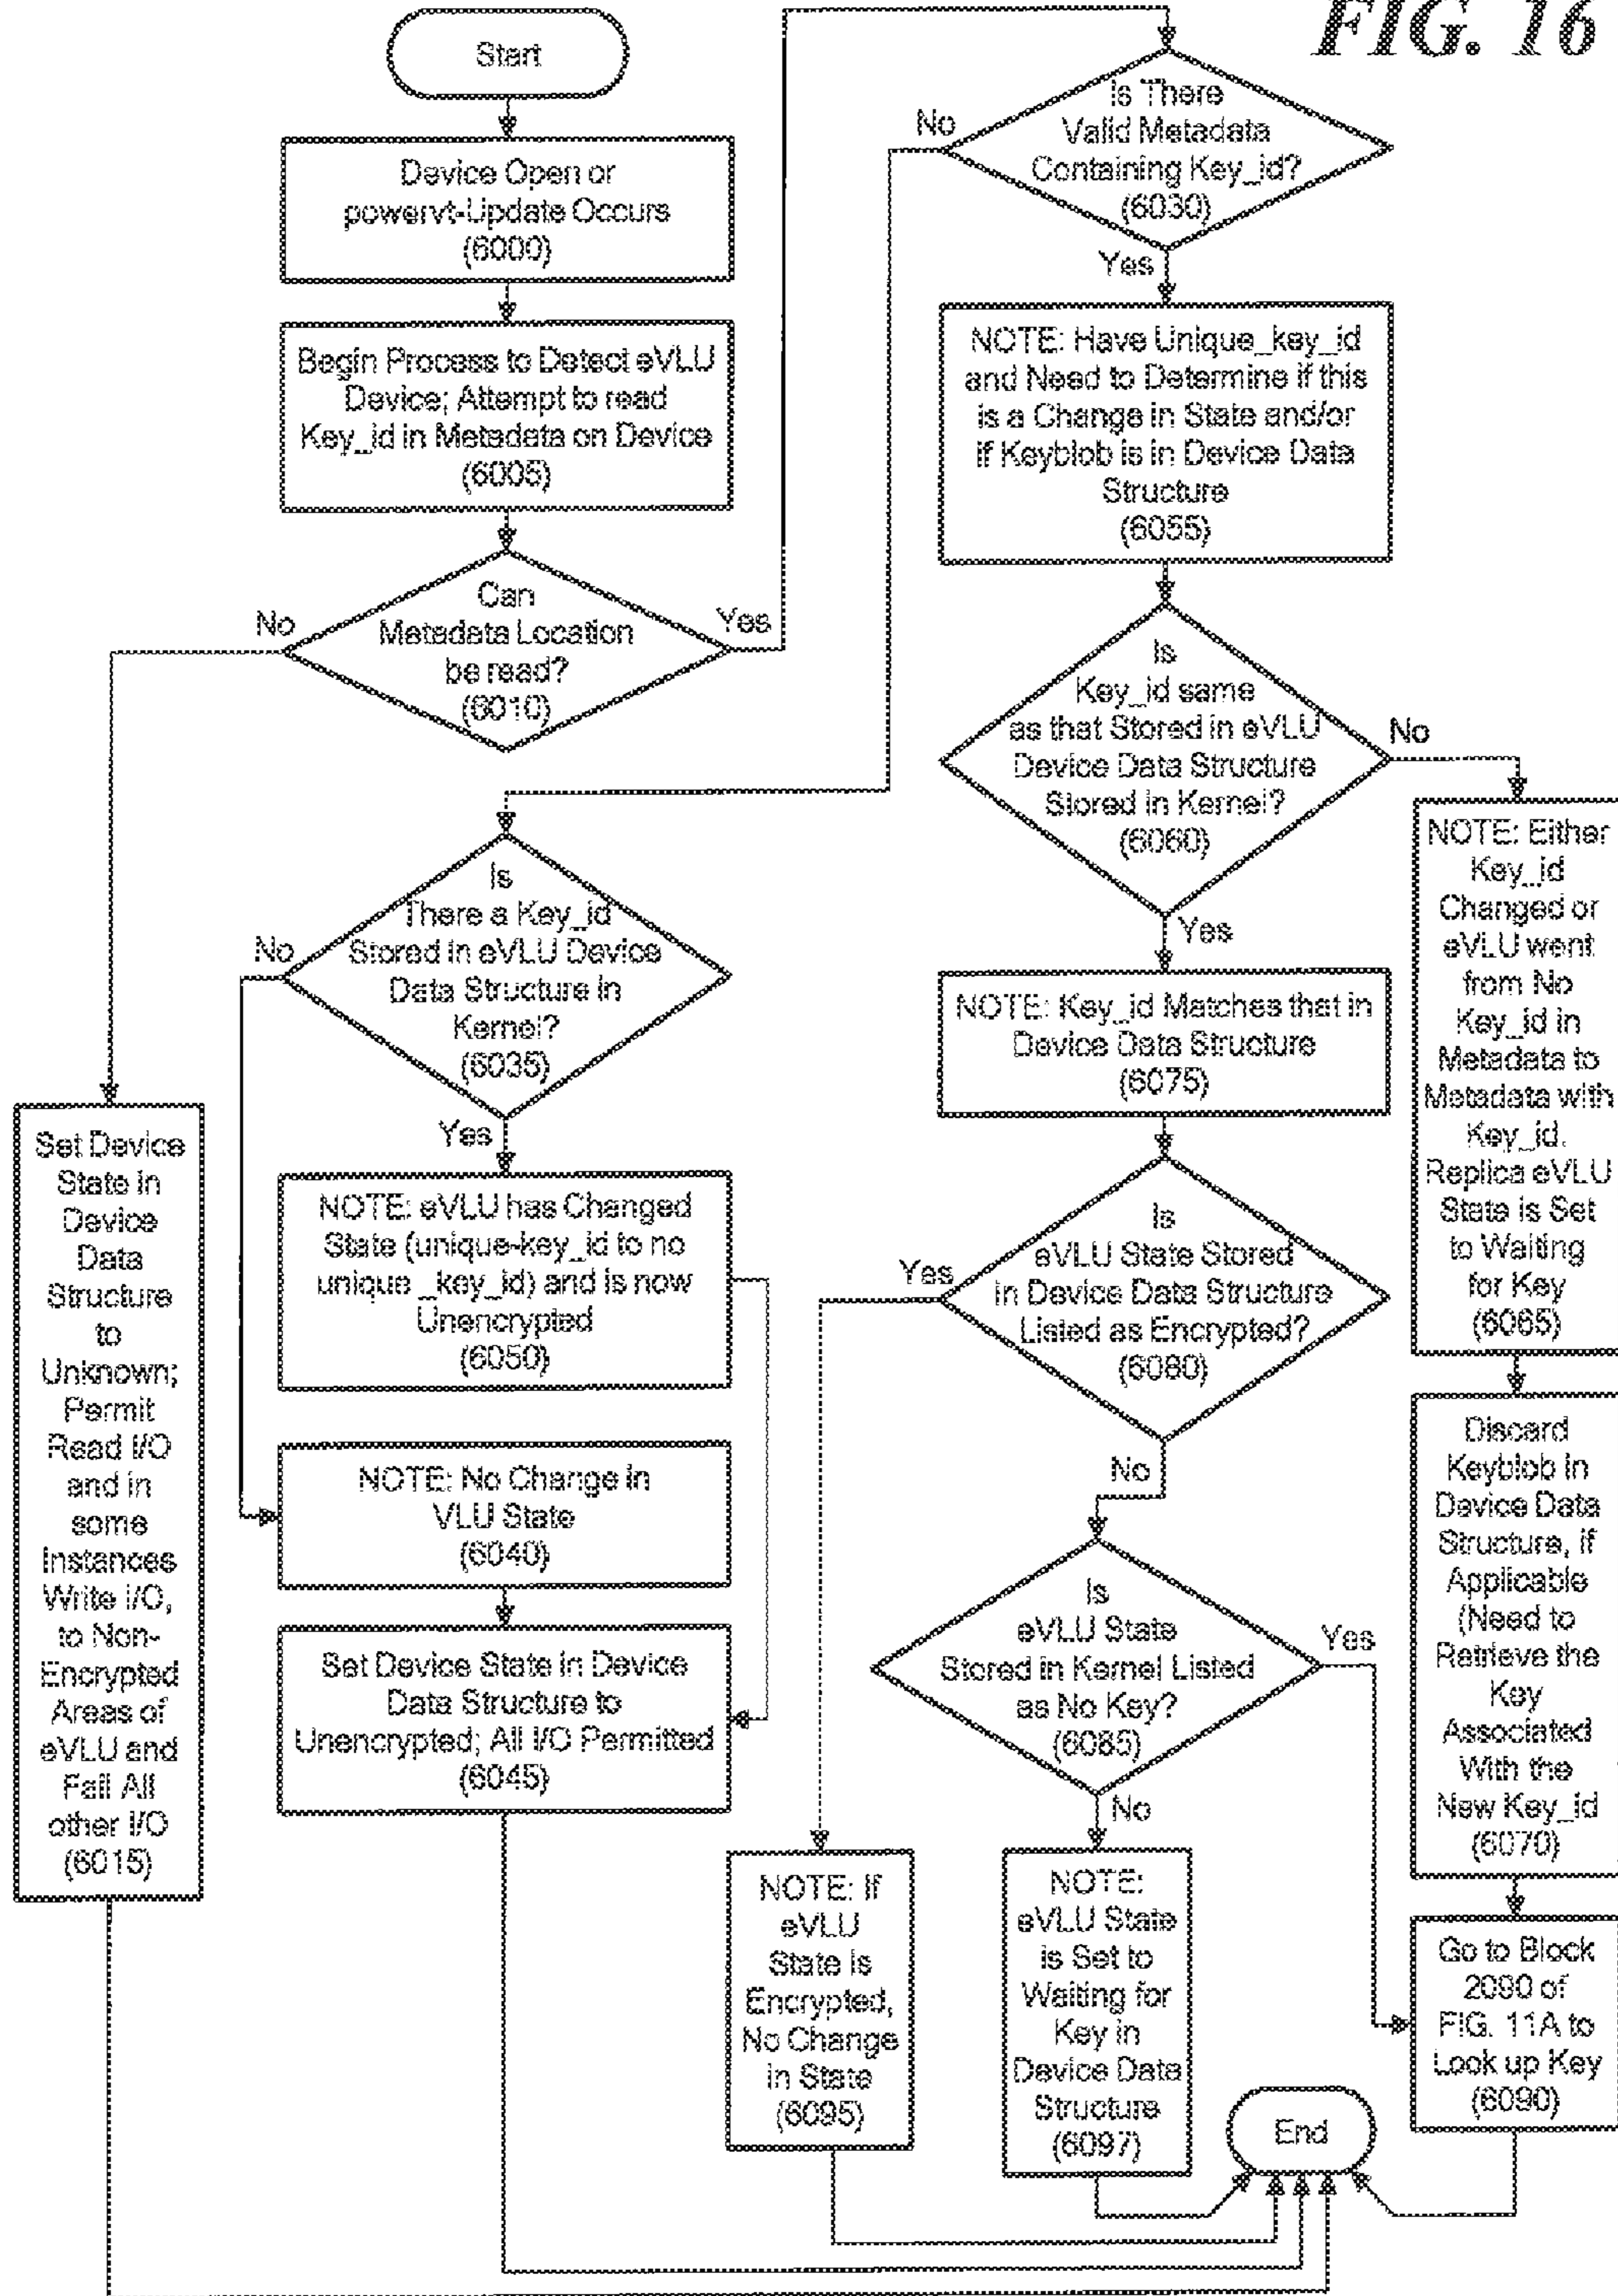 FIG. 16
Start
Device Open or
powervt-Update Occurs
(6000)
Begin Process to Detect eVLU
Device; Attempt to read
Key_id in Metadata on Device
(6005)
Can
Metadata Location
be read?
(6010)
No
Yes
Set Device
State in
Device
Data
Structure
to
Unknown;
Permit
Read I/O
and in
some
Instances
Write I/O,
to Non-
Encrypted
Areas of
eVLU and
Fail All
other I/O
(6015)
Is There
Valid Metadata
Containing Key_id?
(6030)
No
Yes
Is
There a Key_id
Stored in eVLU Device
Data Structure in
Kernel?
(6035)
No
Yes
NOTE: eVLU has Changed
State (unique-key_id to no
unique _key_id) and is now
Unencrypted
(6050)
NOTE: No Change in
VLU State
(6040)
Set Device State in Device
Data Structure to
Unencrypted; All I/O Permitted
(6045)
NOTE: Have Unique_key_id
and Need to Determine if this
is a Change in State and/or
if Keyblob is in Device Data
Structure
(6055)
Is
Key_id same
as that Stored in eVLU
Device Data Structure
Stored in Kernel?
(6060)
No
Yes
NOTE: Either
Key_id
Changed or
eVLU went
from No
Key_id in
Metadata to
Metadata with
Key_id.
Replica eVLU
State is Set
to Waiting
for Key
(6065)
Discard
Keyblob in
Device Data
Structure, if
Applicable
(Need to
Retrieve the
Key
Associated
With the
New Key_id
(6070)
NOTE: Key_id Matches that in
Device Data Structure
(6075)
Is
eVLU State Stored
in Device Data Structure
Listed as Encrypted?
(6080)
Yes
No
Is
eVLU State
Stored in Kernel Listed
as No Key?
(6085)
Yes
No
NOTE: If
eVLU
State is
Encrypted,
No Change
in State
(6095)
NOTE:
eVLU State
is Set to
Waiting for
Key in
Device Data
Structure
(6097)
Go to Block
2090 of
FIG. 11A to
Look up Key
(6090)
End